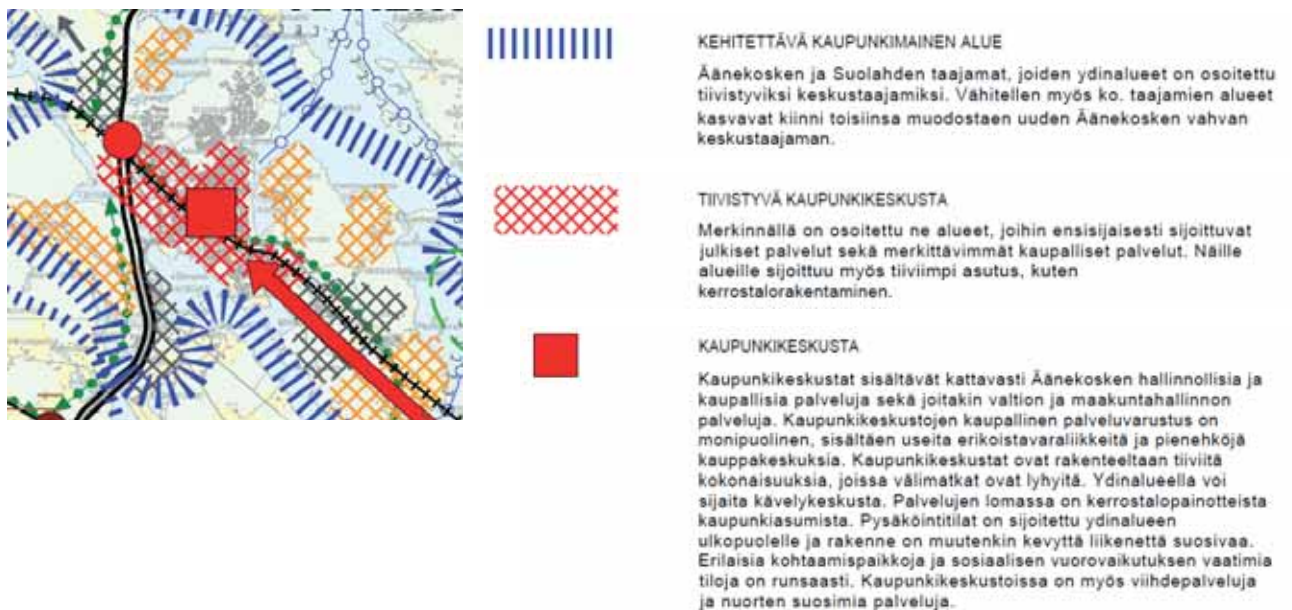 KEHITETTÄVÄ KAUPUNKIMAINEN ALUE
Äänekosken ja Suolahden taajamat, joiden ydinalueet on osoitettu
tiivistyviksi keskustaajamiksi. Vähitellen myös ko. taajamien alueet
kasvavat kiinni toisiinsa muodostaen uuden Äänekosken vahvan
keskustaajaman.
TIIVISTYVÄ KAUPUNKIKESKUSTA
Merkinnällä on osoitettu ne alueet, joihin ensisijaisesti sijoittuvat
julkiset palvelut sekä merkittävimmät kaupalliset palvelut. Näille
alueille sijoittuu myös tiiviimpi asutus, kuten
kerrostalorakentaminen.
KAUPUNKIKESKUSTA
Kaupunkikeskustat sisältävät kattavasti Äänekosken hallinnollisia ja
kaupallisia palveluja sekä joitakin valtion ja maakuntahallinnon
palveluja. Kaupunkikeskustojen kaupallinen palveluvarustus on
monipuolinen, sisältäen useita erikoistavaraliikkeitä ja pienehköjä
kauppakeskuksia. Kaupunkikeskustat ovat rakenteeltaan tiiviitä
kokonaisuuksia, joissa välimatkat ovat lyhyitä. Ydinalueella voi
sijaita kävelykeskusta. Palvelujen lomassa on kerrostalopainotteista
kaupunkiasumista. Pysäköintitilat on sijoitettu ydinalueen
ulkopuolelle ja rakenne on muutenkin kevyttä liikennettä suosivaa.
Erilaisia kohtaamispaikkoja ja sosiaalisen vuorovaikutuksen vaatimia
tiloja on runsaasti. Kaupunkikeskustoissa on myös viihdepalveluja
ja nuorten suosimia palveluja.